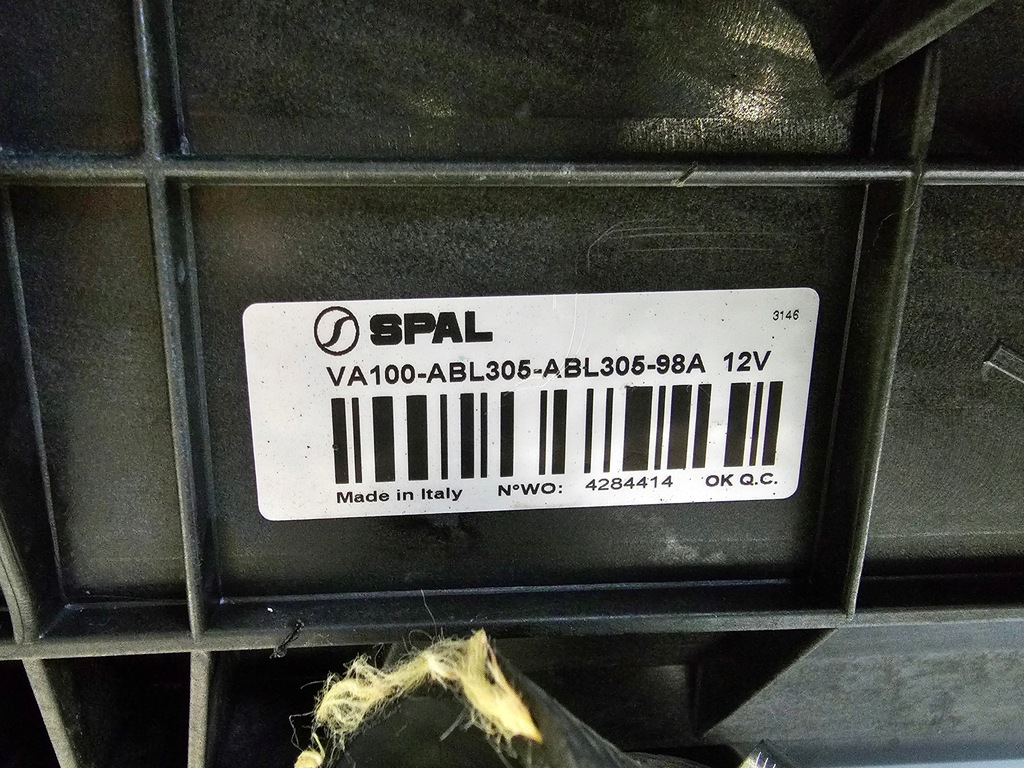 SPAL
3146
VA100-ABL305-ABL305-98A 12V
Made in Italy N°WO: 4284414 OK Q.C.